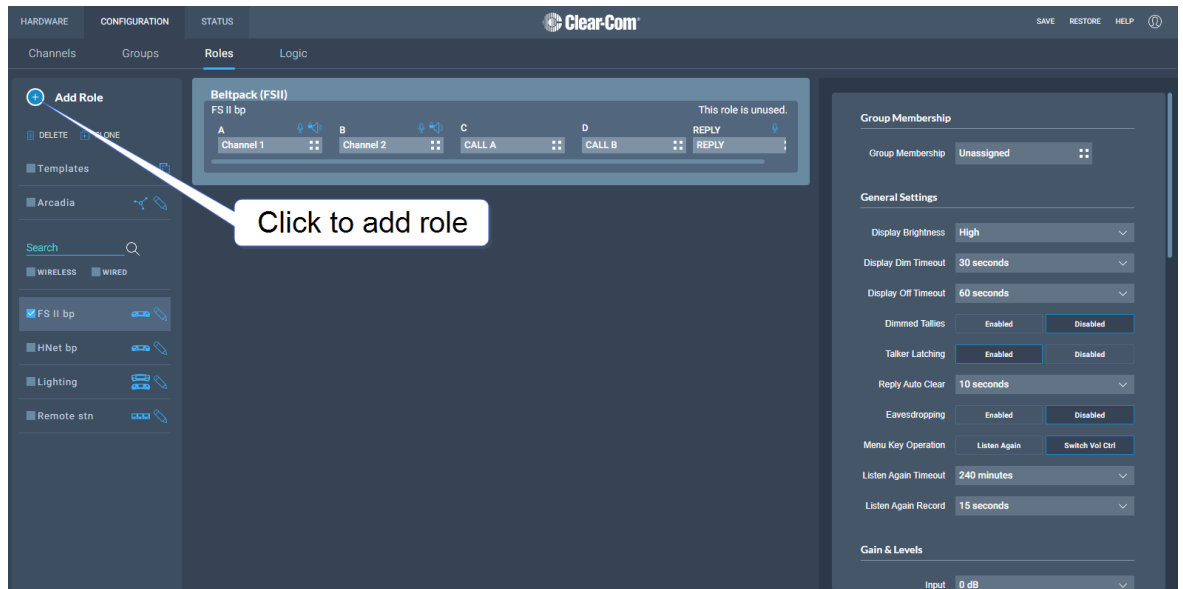 HARDWARE CONFIGURATION STATUS Clear-Com SAVE RESTORE HELP
Channels Groups Roles Logic
Add Role
DELETE CLONE
Templates
Arcadia
Search
WIRELESS WIRED
FS II bp
HNet bp
Lighting
Remote stn
Beltpack (FSII)
FS II bp This role is unused.
A B C D REPLY
Channel 1 Channel 2 CALL A CALL B REPLY
Click to add role
Group Membership
Group Membership Unassigned
General Settings
Display Brightness High
Display Dim Timeout 30 seconds
Display Off Timeout 60 seconds
Dimmed Tallies Enabled Disabled
Talker Latching Enabled Disabled
Reply Auto Clear 10 seconds
Eavesdropping Enabled Disabled
Menu Key Operation Listen Again Switch Vol Ctrl
Listen Again Timeout 240 minutes
Listen Again Record 15 seconds
Gain & Levels
Input 0 dB